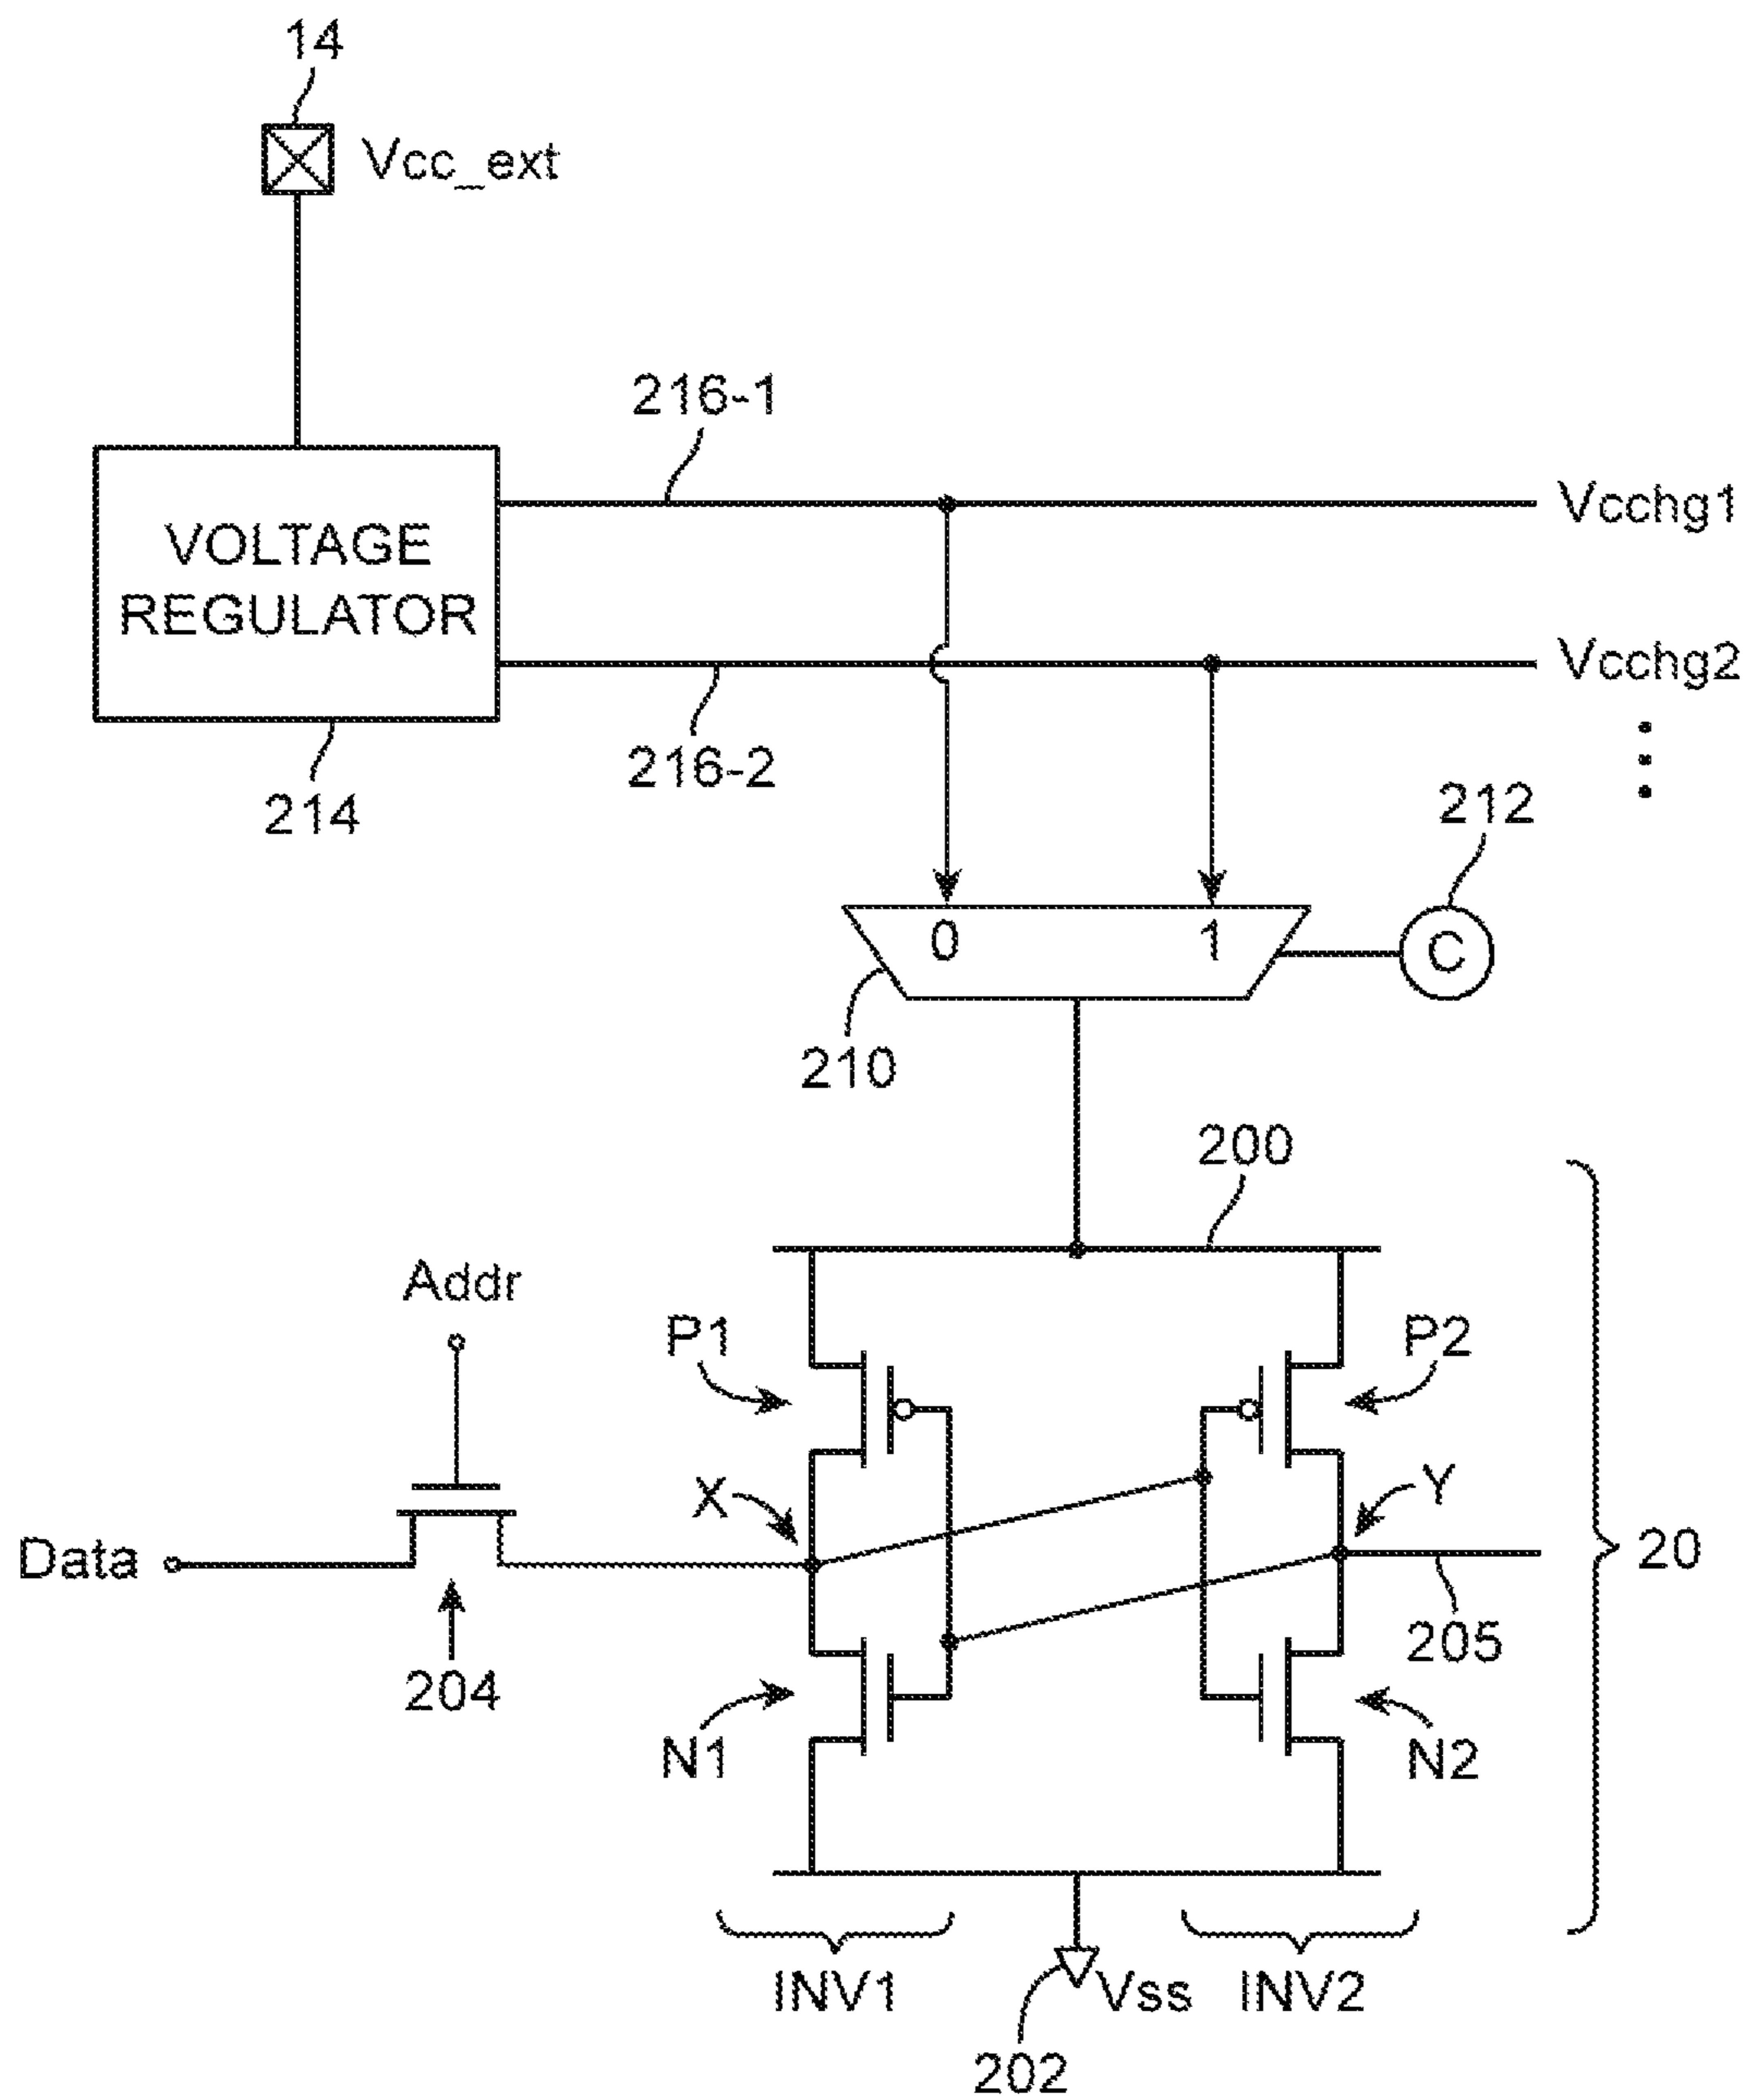 14
Vcc_ext
216-1
Vcchg1
VOLTAGE
REGULATOR
Vcchg2
216-2
214
212
0
1
C
210
200
Addr
P1
P2
X
Y
Data
20
205
204
N1
N2
INV1
Vss
INV2
202